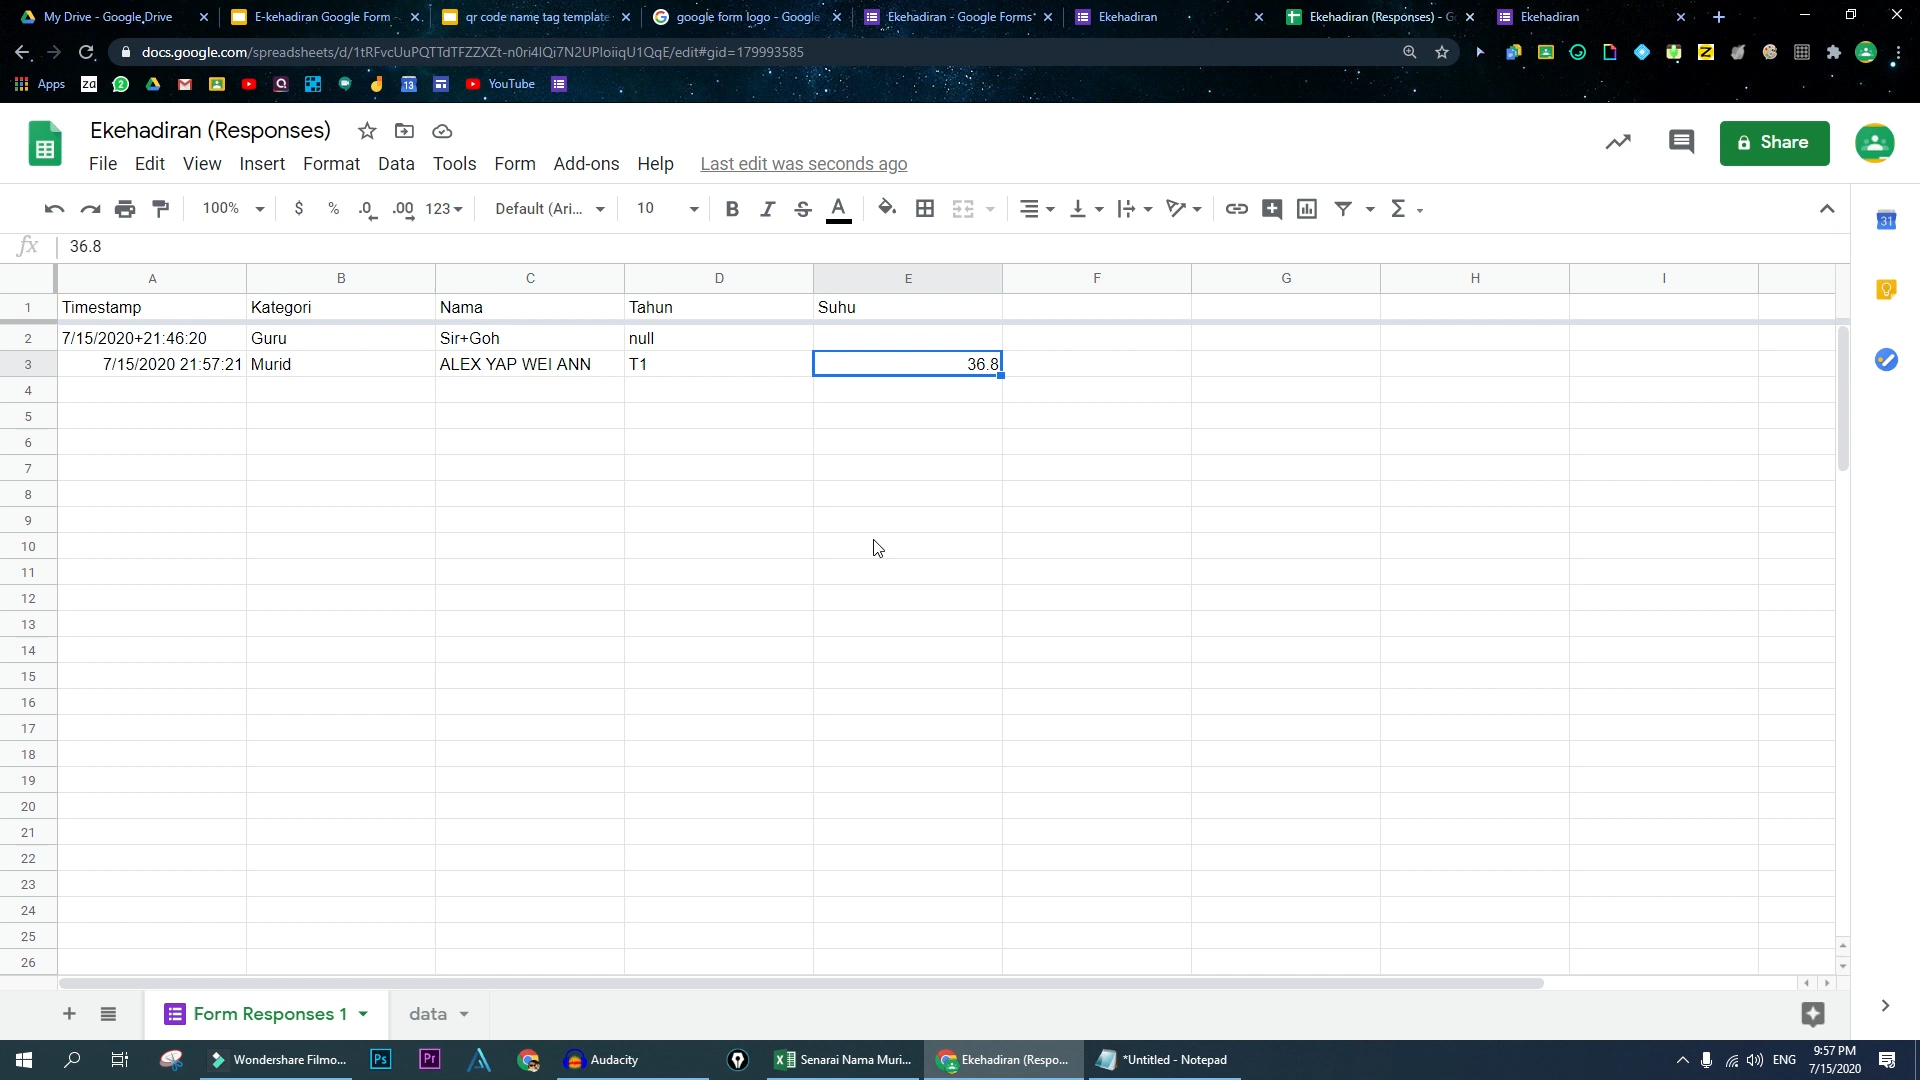 My Drive - Google Drive
E-kehadiran Google Form -
qr code name tag template
google form logo - Google
Ekehadiran - Google Forms
Ekehadiran
Ekehadiran (Responses) - G
Ekehadiran
docs.google.com/spreadsheets/d/1tRFvcUuPQTTdTFZZXZt-n0ri4lQi7N2UPloiiqU1QqE/edit#gid=179993585
Apps
YouTube
Ekehadiran (Responses)
File Edit View Insert Format Data Tools Form Add-ons Help Last edit was seconds ago
Share
100% $ % .0 .00 123 Default (Ari... 10 B I S A Σ
31
fx 36.8
A B C D E F G H I
1 Timestamp Kategori Nama Tahun Suhu
2 7/15/2020+21:46:20 Guru Sir+Goh null
3 7/15/2020 21:57:21 Murid ALEX YAP WEI ANN T1 36.8
4
5
6
7
8
9
10
11
12
13
14
15
16
17
18
19
20
21
22
23
24
25
26
Form Responses 1 data
Wondershare Filmo... Ps Pr Audacity Senarai Nama Muri... Ekehadiran (Respo... *Untitled - Notepad ENG
9:57 PM
7/15/2020